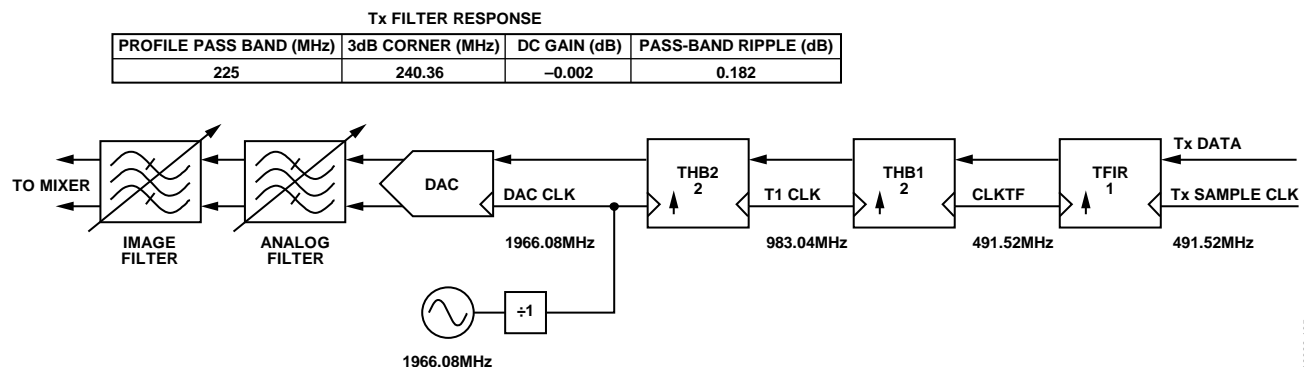 Tx FILTER RESPONSE
PROFILE PASS BAND (MHz) 3dB CORNER (MHz) DC GAIN (dB) PASS-BAND RIPPLE (dB)
225 240.36 –0.002 0.182
TO MIXER
IMAGE
FILTER
ANALOG
FILTER
DAC
DAC CLK
1966.08MHz
÷1
1966.08MHz
THB2
2
T1 CLK
983.04MHz
THB1
2
CLKTF
491.52MHz
TFIR
1
Tx DATA
Tx SAMPLE CLK
491.52MHz